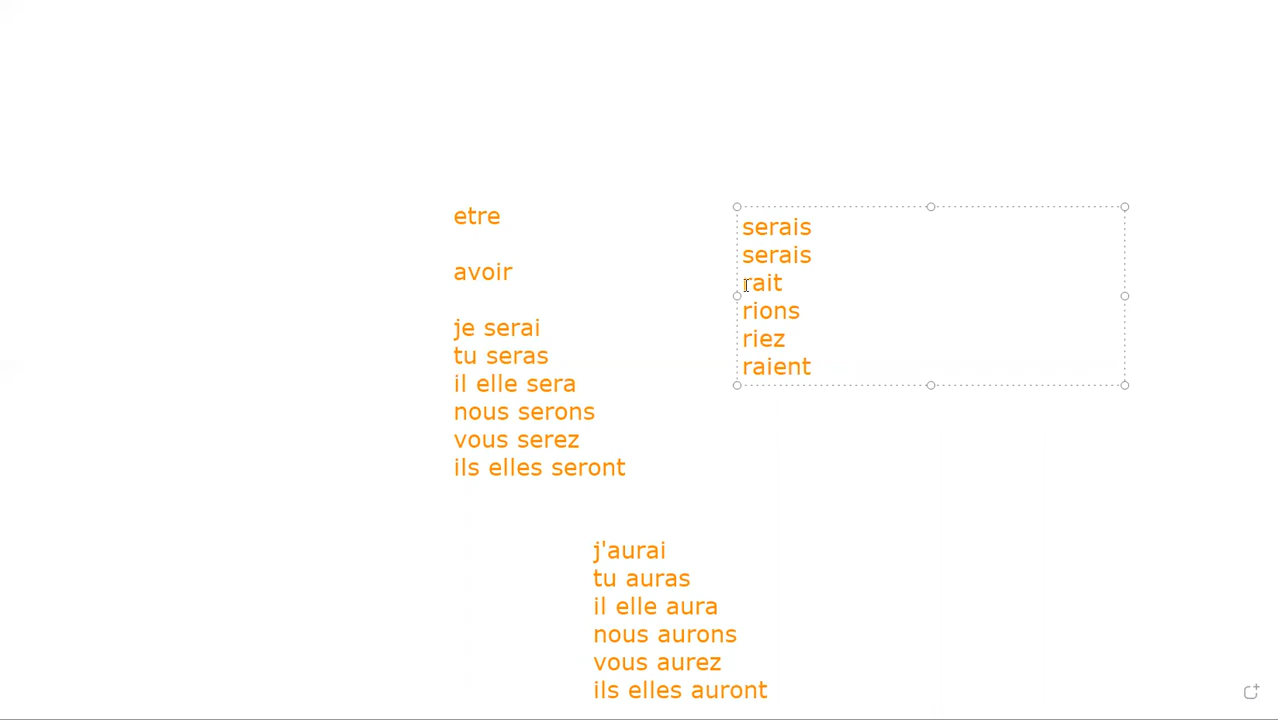 etre
avoir
je serai
tu seras
il elle sera
nous serons
vous serez
ils elles seront
serais
serais
rait
rions
riez
raient
j'aurai
tu auras
il elle aura
nous aurons
vous aurez
ils elles auront